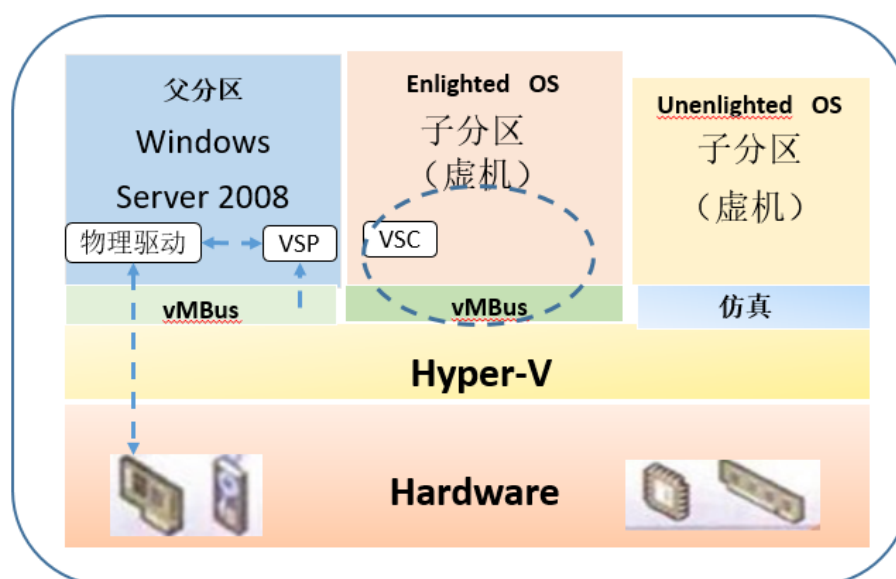 父分区
Windows
Server 2008
物理驱动
VSP
vMBus
Enlighted OS
子分区
（虚机）
VSC
vMBus
Unenlighted OS
子分区
（虚机）
仿真
Hyper-V
Hardware